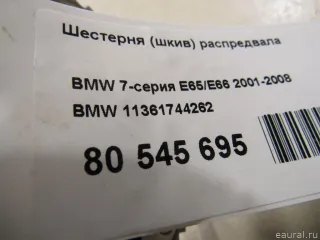 Шестерня (шкив) распредвала
BMW 7-серия E65/E66 2001-2008
BMW 11361744262
80 545 695
eaural.ru